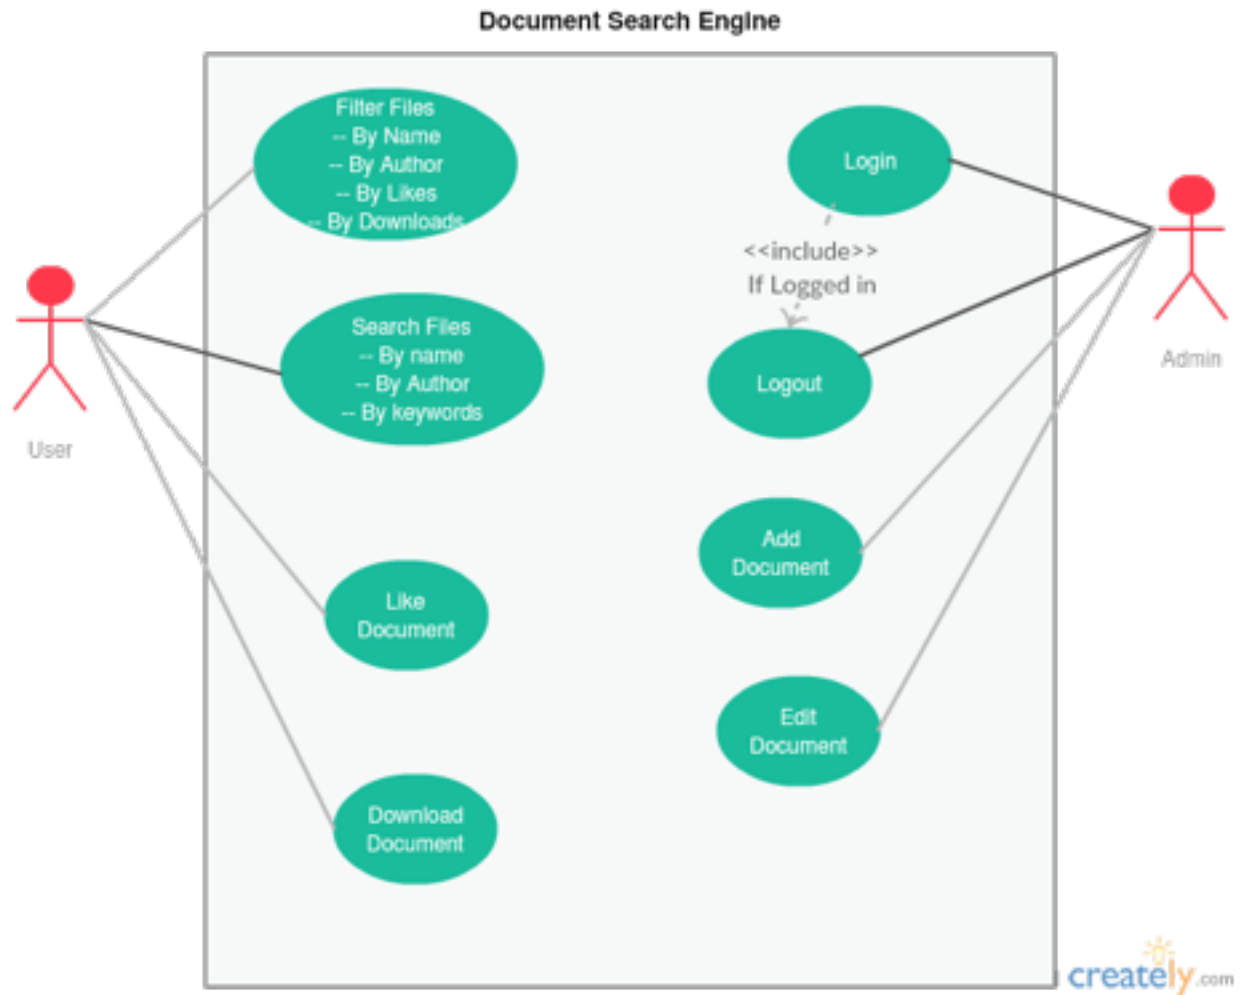 Document Search Engine
Filter Files
-- By Name
-- By Author
-- By Likes
-- By Downloads
Search Files
-- By name
-- By Author
-- By keywords
Like
Document
Download
Document
User
Login
<<include>>
If Logged in
Logout
Add
Document
Edit
Document
Admin
creately.com